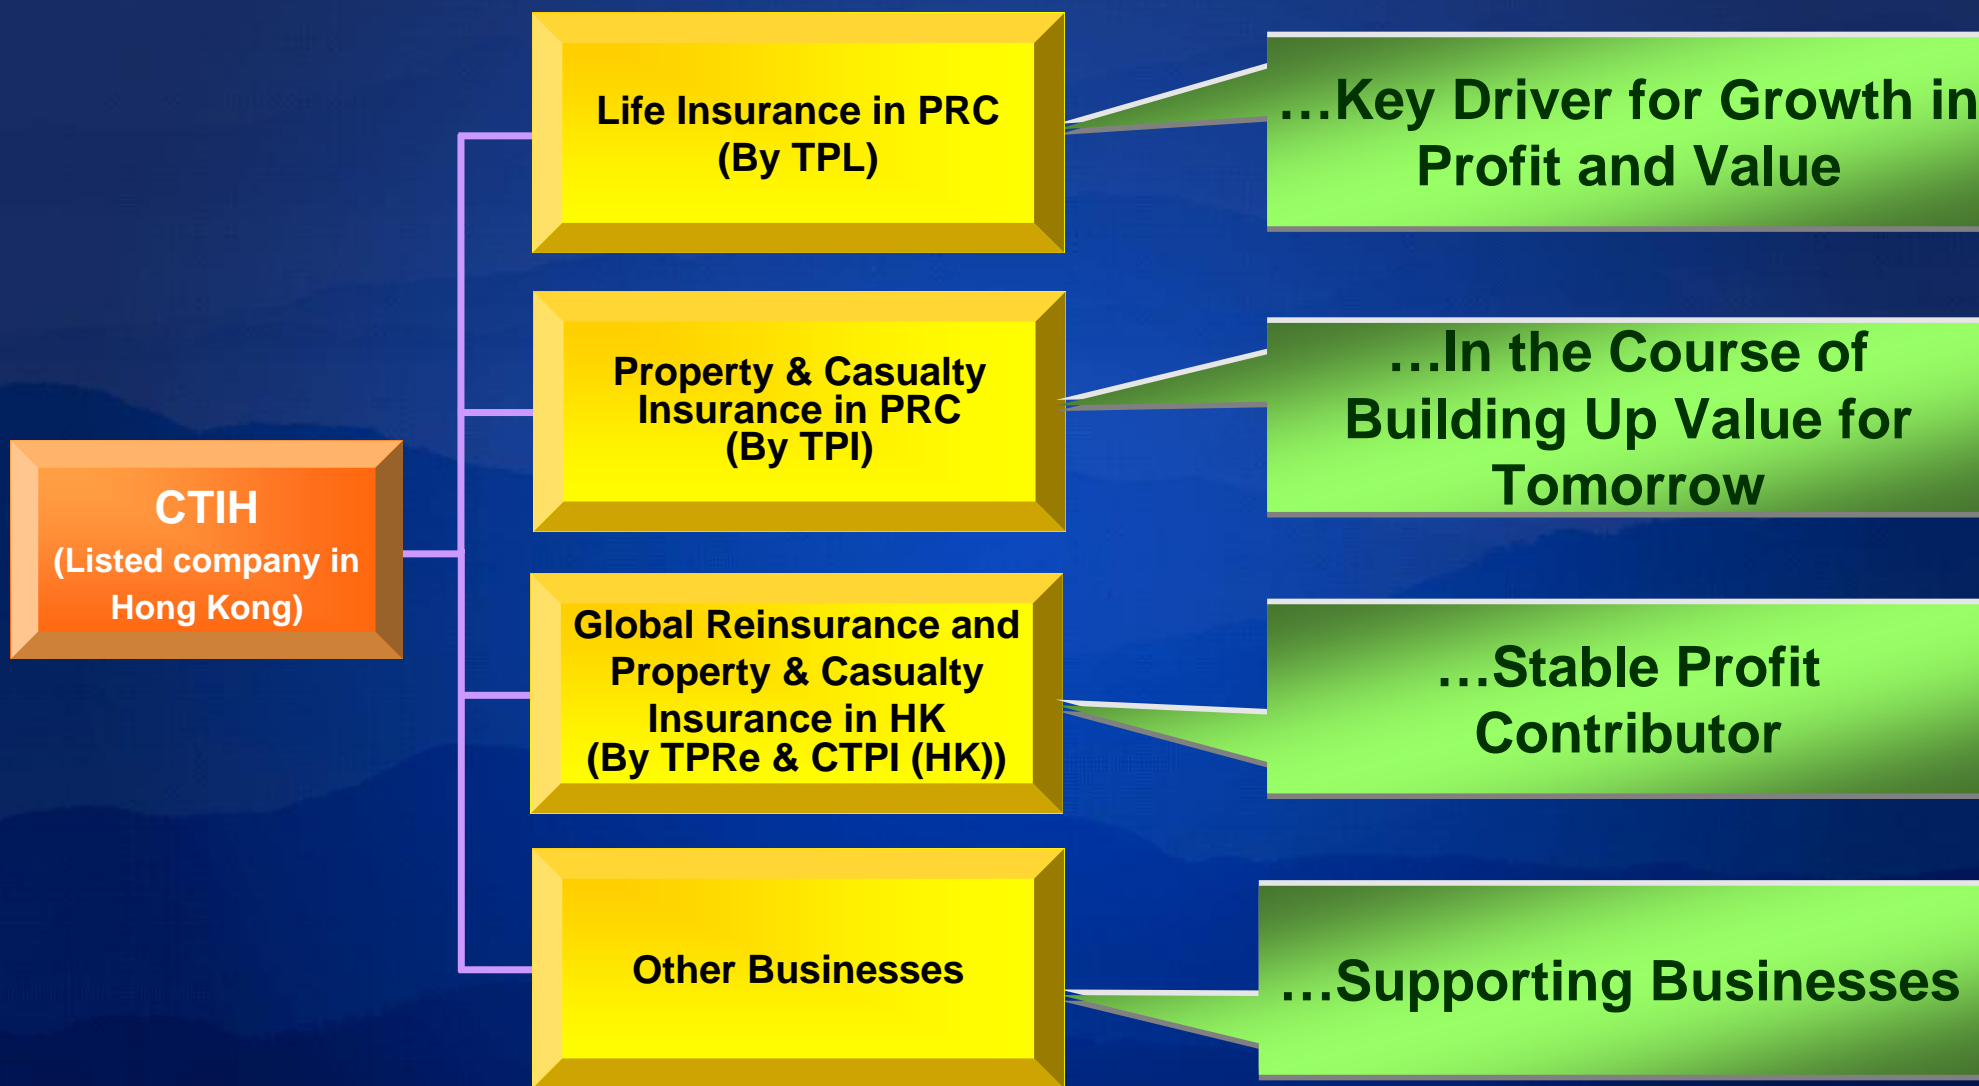 Life Insurance in PRC
(By TPL)
…Key Driver for Growth in
Profit and Value
Property & Casualty
Insurance in PRC
(By TPI)
…In the Course of
Building Up Value for
Tomorrow
CTIH
(Listed company in
Hong Kong)
Global Reinsurance and
Property & Casualty
Insurance in HK
(By TPRe & CTPI (HK))
…Stable Profit
Contributor
Other Businesses
…Supporting Businesses